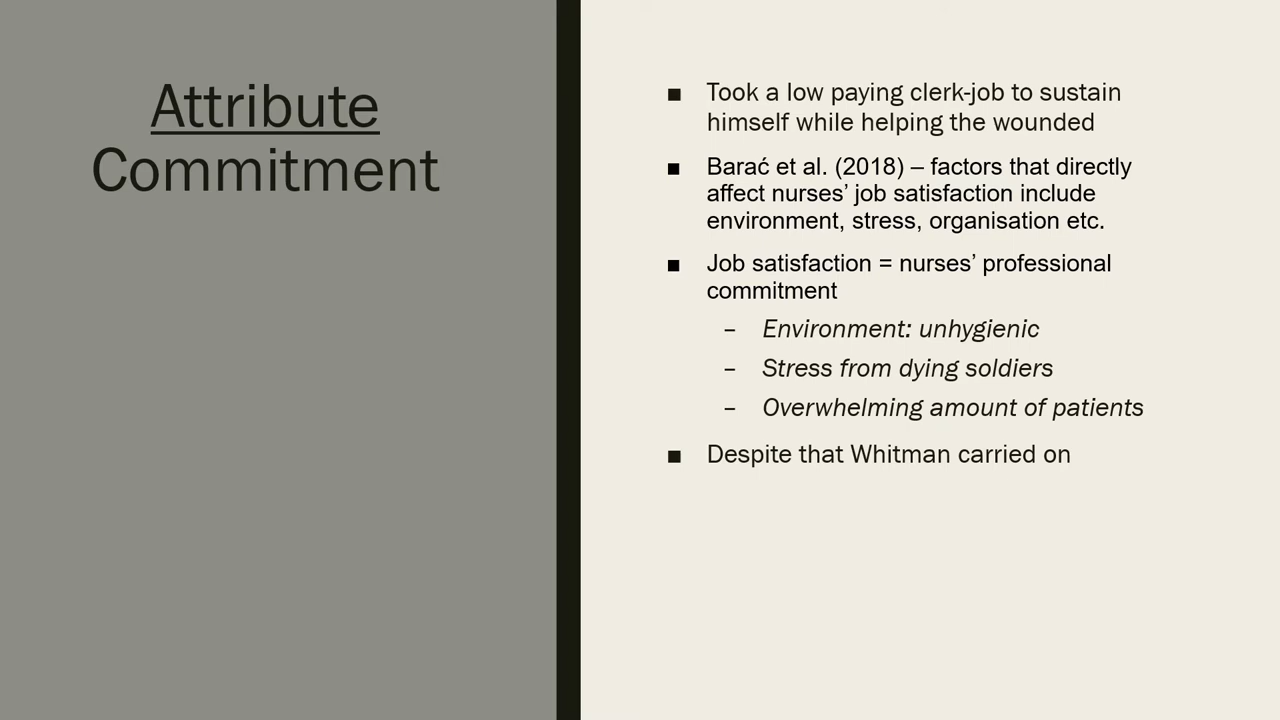 Attribute
Commitment
■ Took a low paying clerk-job to sustain
himself while helping the wounded
■ Barać et al. (2018) – factors that directly
affect nurses’ job satisfaction include
environment, stress, organisation etc.
■ Job satisfaction = nurses’ professional
commitment
– Environment: unhygienic
– Stress from dying soldiers
– Overwhelming amount of patients
■ Despite that Whitman carried on